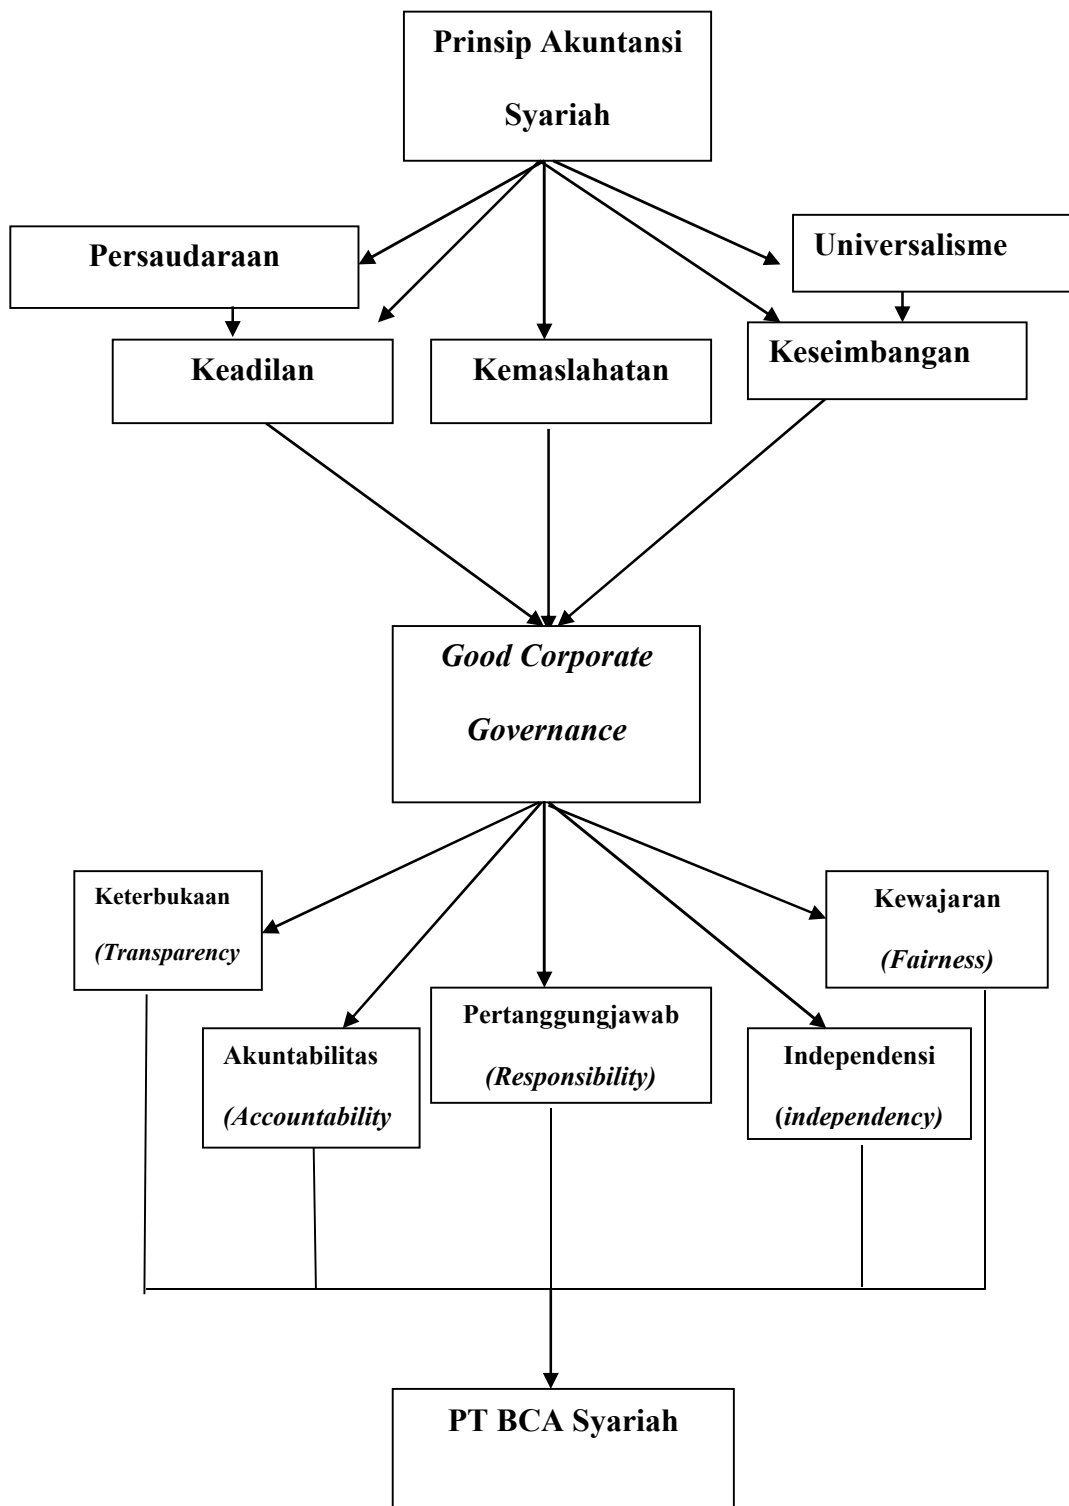 Prinsip Akuntansi
Syariah
Persaudaraan
Universalisme
Keadilan
Kemaslahatan
Keseimbangan
Good Corporate
Governance
Keterbukaan
(Transparency
Kewajaran
(Fairness)
Akuntabilitas
(Accountability
Pertanggungjawab
(Responsibility)
Independensi
(independency)
PT BCA Syariah